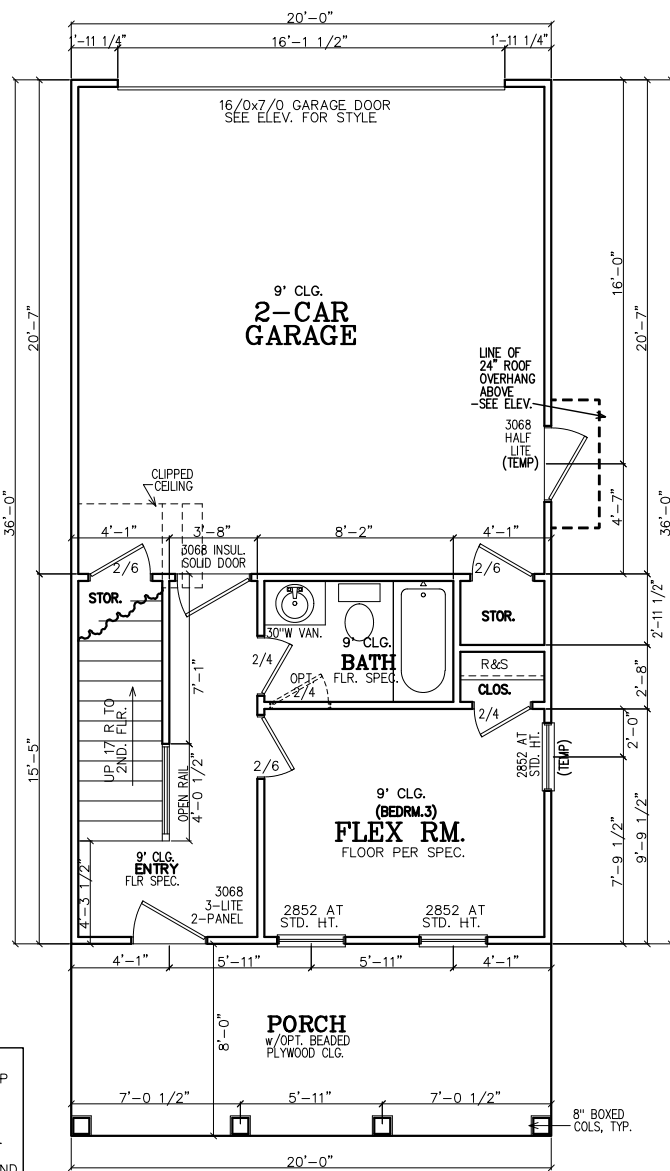 20'-0"
1'-11 1/4"
16'-1 1/2"
1'-11 1/4"
16/0x7/0 GARAGE DOOR
SEE ELEV. FOR STYLE
9' CLG.
2-CAR
GARAGE
20'-7"
36'-0"
16'-0"
20'-7"
36'-0"
LINE OF
24" ROOF
OVERHANG
ABOVE
-SEE ELEV.
3068
HALF
LITE
(TEMP)
4'-7"
CLIPPED
CEILING
4'-1"
3'-8"
8'-2"
4'-1"
3068 INSUL.
SOLID DOOR
2/6
2/6
STOR.
STOR.
2'-11 1/2"
30"W VAN.
9' CLG.
BATH
FLR. SPEC.
2/4
OPT.
2/4
R&S
CLOS.
2/4
2'-8"
2'-0"
7'-1"
UP 17 R TO
2ND. FLR.
15'-5"
OPEN RAIL
4'-0 1/2"
2/6
2852 AT
STD. HT.
(TEMP)
9' CLG.
(BEDRM.3)
FLEX RM.
FLOOR PER SPEC.
7'-9 1/2"
9'-9 1/2"
9' CLG.
ENTRY
FLR SPEC.
4'-3 1/2"
3068
3-LITE
2-PANEL
2852 AT
STD. HT.
2852 AT
STD. HT.
4'-1"
5'-11"
5'-11"
4'-1"
8'-0"
PORCH
w/OPT. BEADED
PLYWOOD CLG.
7'-0 1/2"
5'-11"
7'-0 1/2"
8" BOXED
COLS, TYP.
20'-0"
P
ND